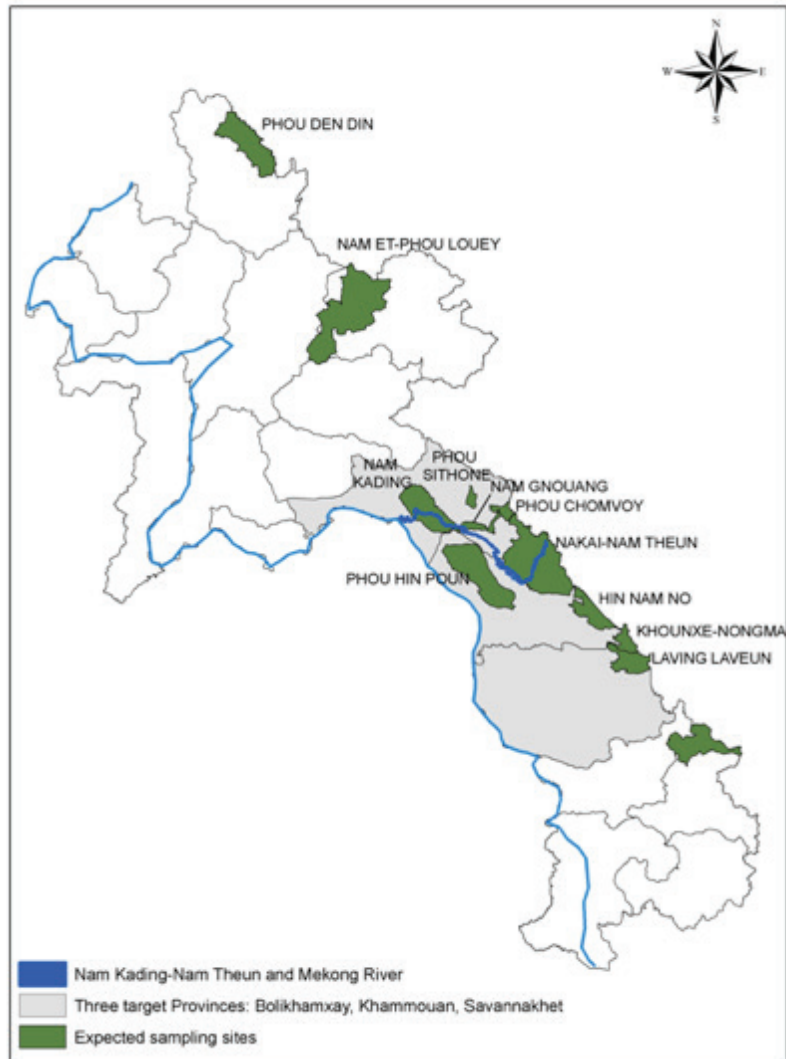 N
W
E
S
PHOU DEN DIN
NAM ET-PHOU LOUEY
PHOU
SITHONE
NAM
KADING
NAM GNOUANG
PHOU CHOMVOY
NAKAI-NAM THEUN
PHOU HIN POUN
HIN NAM NO
KHOUNXE-NONGMA
LAVING LAVEUN
Nam Kading-Nam Theun and Mekong River
Three target Provinces: Bolikhamxay, Khammouan, Savannakhet
Expected sampling sites